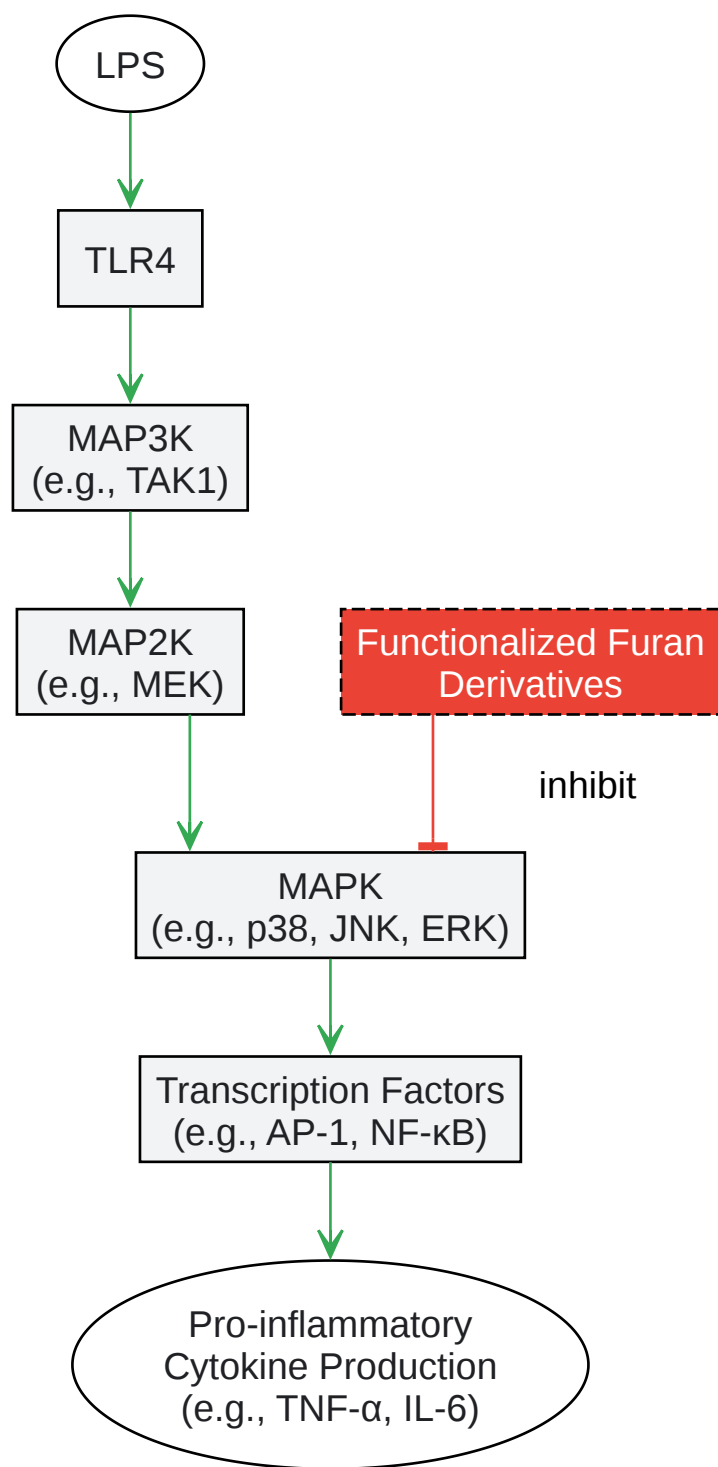 LPS
TLR4
MAP3K
(e.g., TAK1)
MAP2K
(e.g., MEK)
Functionalized Furan
Derivatives
inhibit
MAPK
(e.g., p38, JNK, ERK)
Transcription Factors
(e.g., AP-1, NF-κB)
Pro-inflammatory
Cytokine Production
(e.g., TNF-α, IL-6)